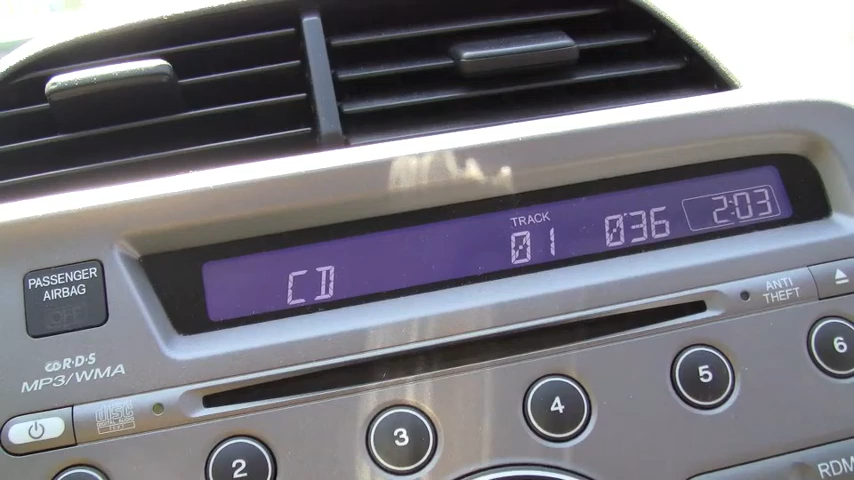 TRACK
CD 01 0'36 2:03
PASSENGER
AIRBAG
OFF
ANTI
THEFT
R·D·S
MP3/WMA
disc
TEXT
2 3 4 5 6
RDM